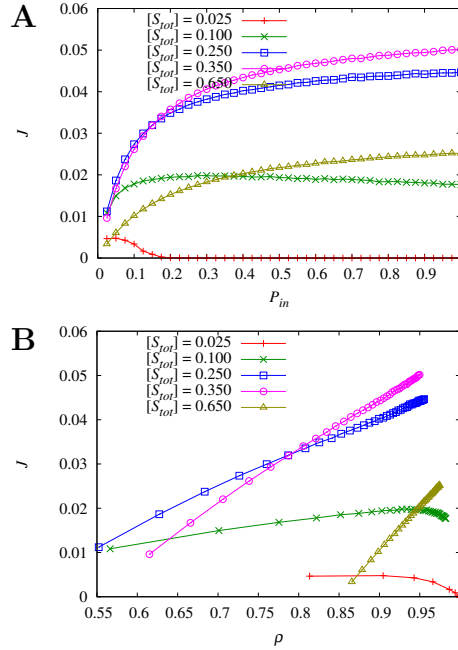 A
[S_tot] = 0.025
[S_tot] = 0.100
[S_tot] = 0.250
[S_tot] = 0.350
[S_tot] = 0.650
0.06
0.05
0.04
0.03
0.02
0.01
0
J
0 0.1 0.2 0.3 0.4 0.5 0.6 0.7 0.8 0.9
P_in
B
[S_tot] = 0.025
[S_tot] = 0.100
[S_tot] = 0.250
[S_tot] = 0.350
[S_tot] = 0.650
0.06
0.05
0.04
0.03
0.02
0.01
0
J
0.55 0.6 0.65 0.7 0.75 0.8 0.85 0.9 0.95
ρ